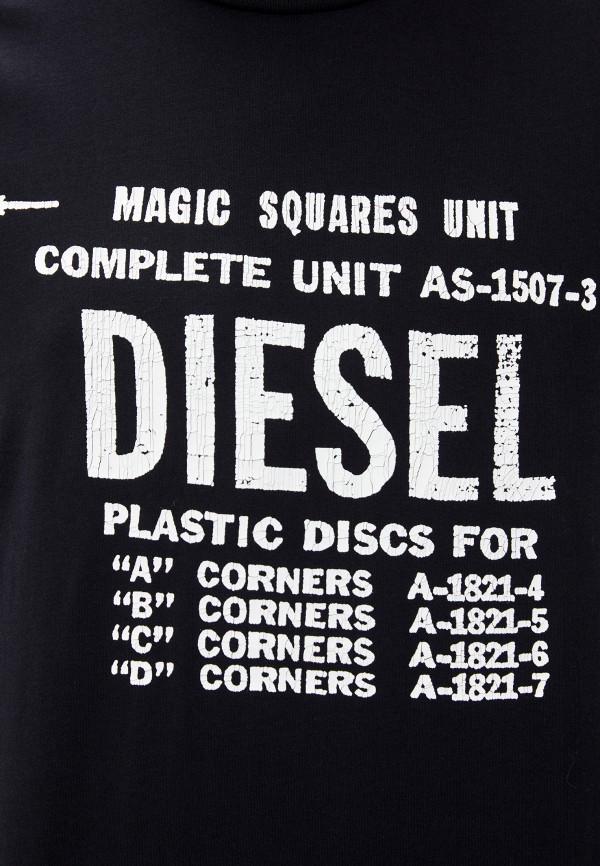 MAGIC SQUARES UNIT
COMPLETE UNIT AS-1507-3
DIESEL
PLASTIC DISCS FOR
“A” CORNERS A-1821-4
“B” CORNERS A-1821-5
“C” CORNERS A-1821-6
“D” CORNERS A-1821-7